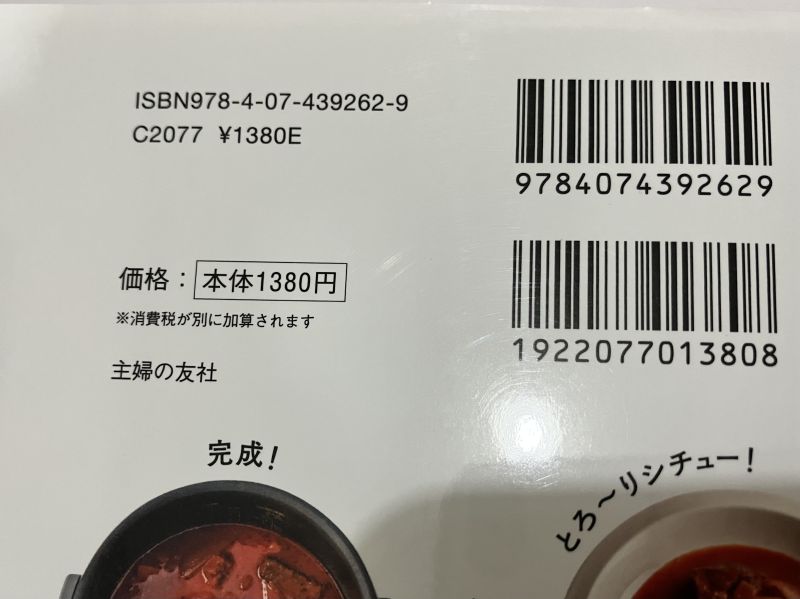 ISBN978-4-07-439262-9
C2077 ¥1380E
9784074392629
価格：本体1380円
※消費税が別に加算されます
1922077013808
主婦の友社
完成！
とろ〜りシチュー！